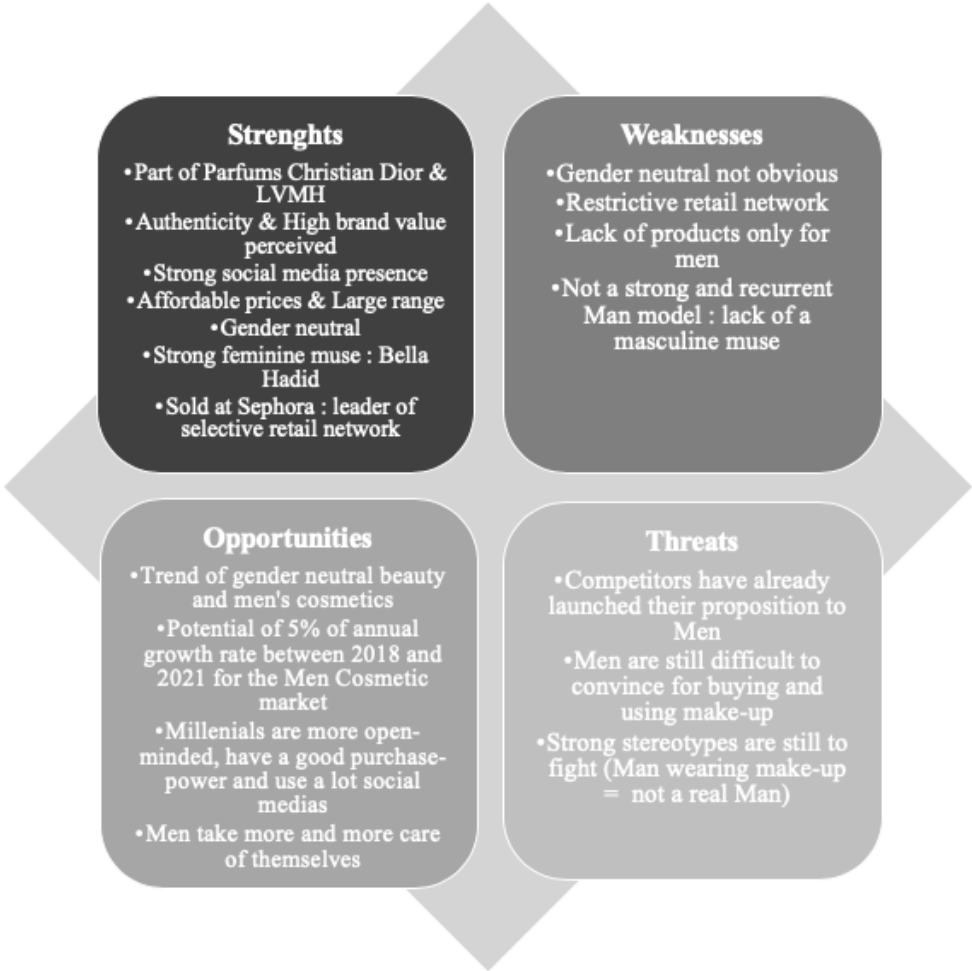 Strenghts
•Part of Parfums Christian Dior &
LVMH
•Authenticity & High brand value
perceived
•Strong social media presence
•Affordable prices & Large range
•Gender neutral
•Strong feminine muse : Bella
Hadid
•Sold at Sephora : leader of
selective retail network
Weaknesses
•Gender neutral not obvious
•Restrictive retail network
•Lack of products only for
men
•Not a strong and recurrent
Man model : lack of a
masculine muse
Opportunities
•Trend of gender neutral beauty
and men's cosmetics
•Potential of 5% of annual
growth rate between 2018 and
2021 for the Men Cosmetic
market
•Millenials are more open-
minded, have a good purchase-
power and use a lot social
medias
•Men take more and more care
of themselves
Threats
•Competitors have already
launched their proposition to
Men
•Men are still difficult to
convince for buying and
using make-up
•Strong stereotypes are still to
fight (Man wearing make-up
= not a real Man)